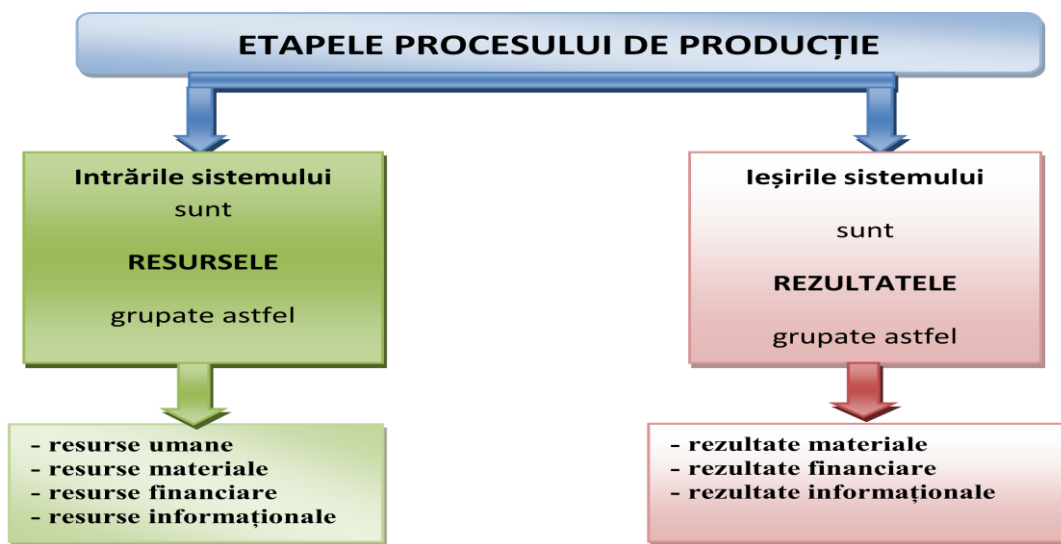 ETAPELE PROCESULUI DE PRODUCȚIE
Intrările sistemului
sunt
RESURSELE
grupate astfel
- resurse umane
- resurse materiale
- resurse financiare
- resurse informaționale
Ieșirile sistemului
sunt
REZULTATELE
grupate astfel
- rezultate materiale
- rezultate financiare
- rezultate informaționale